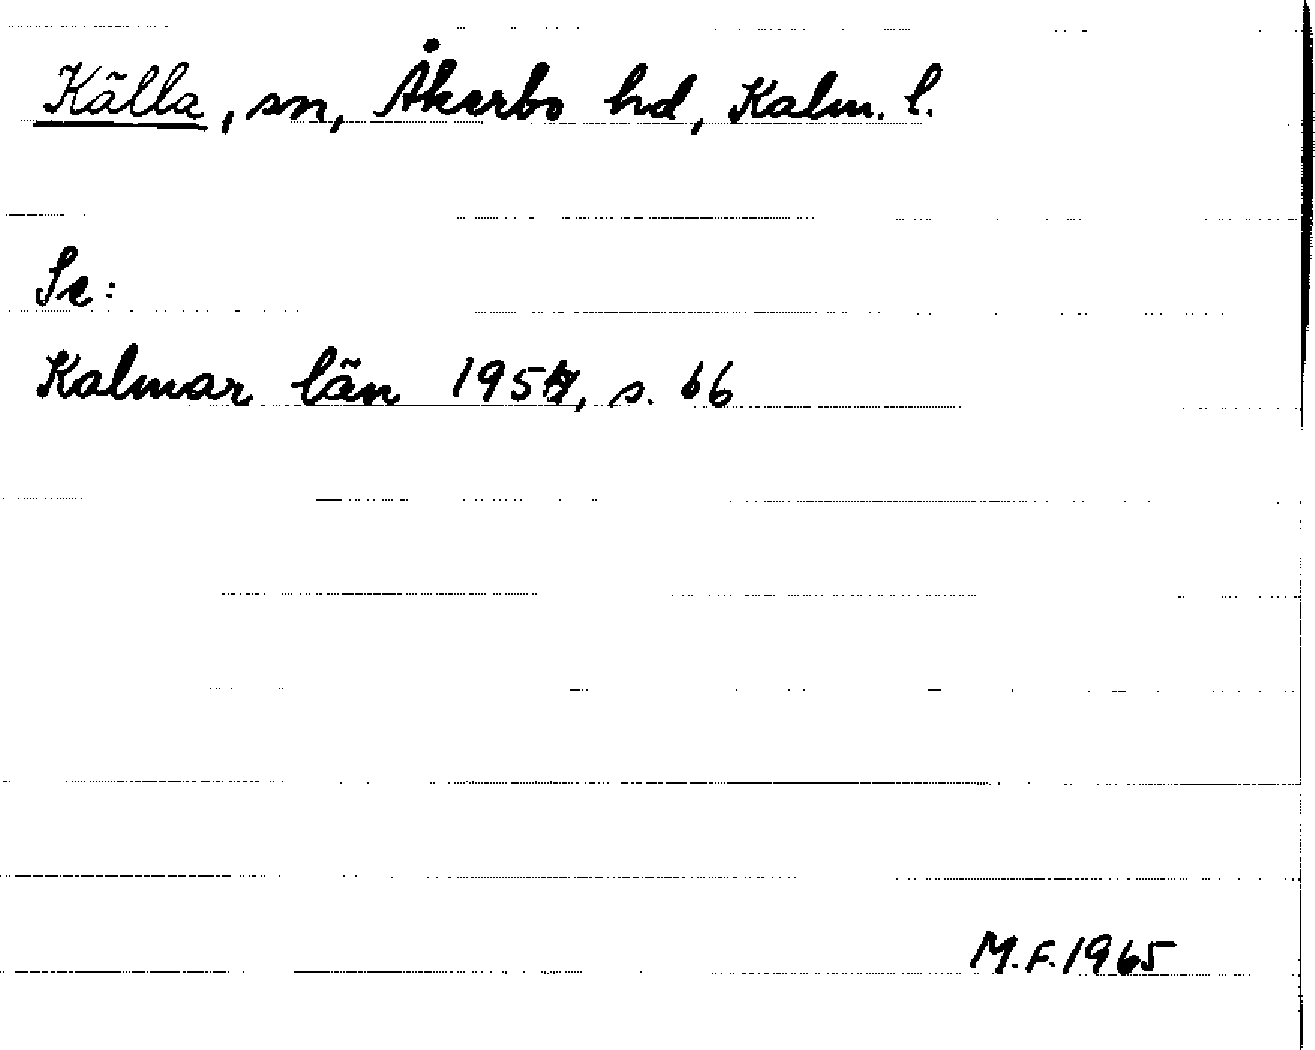 Källa, sn, Åkerbo hd, Kalm. l.
Se:
Kalmar län 1957, s. 66
M.F. 1965